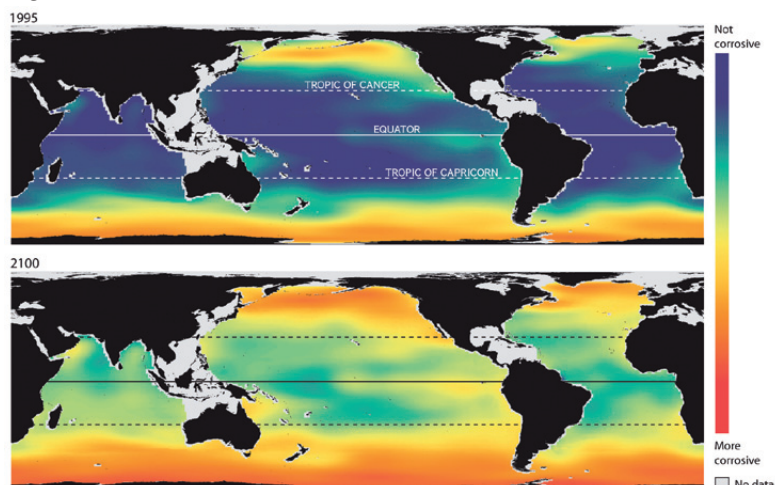 1995
Not
corrosive
TROPIC OF CANCER
EQUATOR
TROPIC OF CAPRICORN
2100
More
corrosive
No data